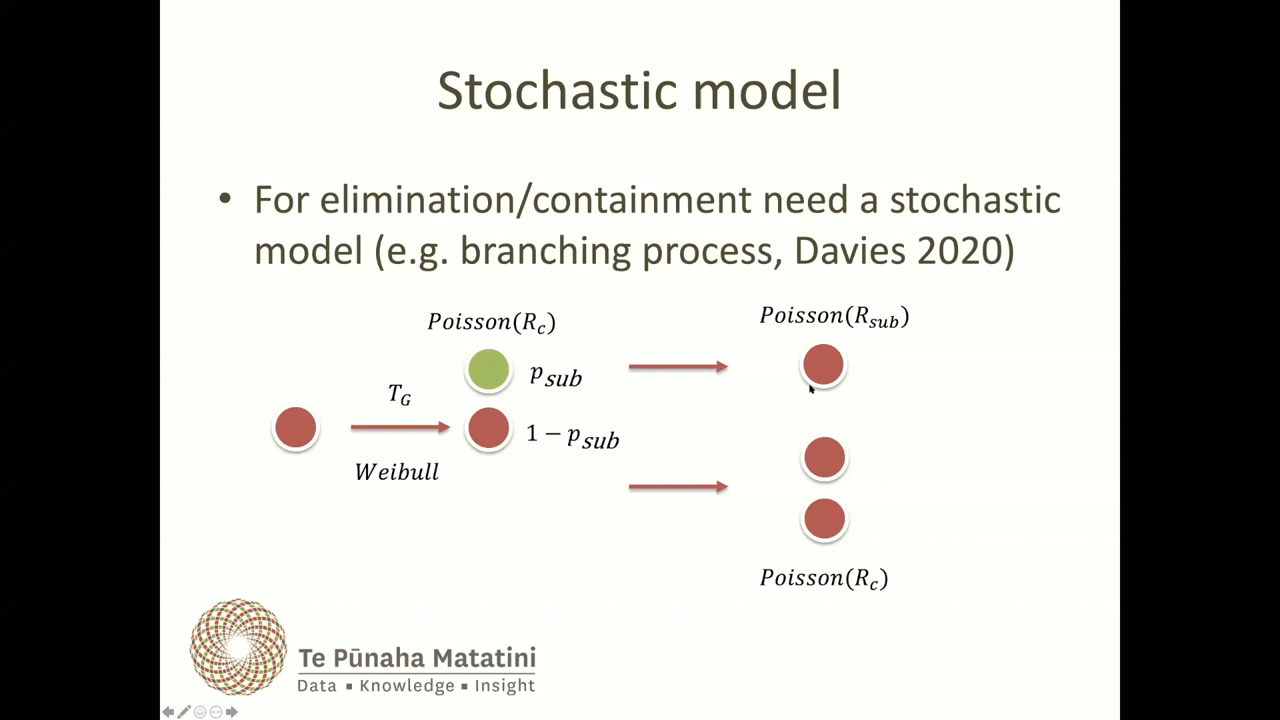 Stochastic model
• For elimination/containment need a stochastic
model (e.g. branching process, Davies 2020)
Poisson(R_c)
Poisson(R_sub)
p_sub
T_G
1 − p_sub
Weibull
Poisson(R_c)
Te Pūnaha Matatini
Data ▪ Knowledge ▪ Insight